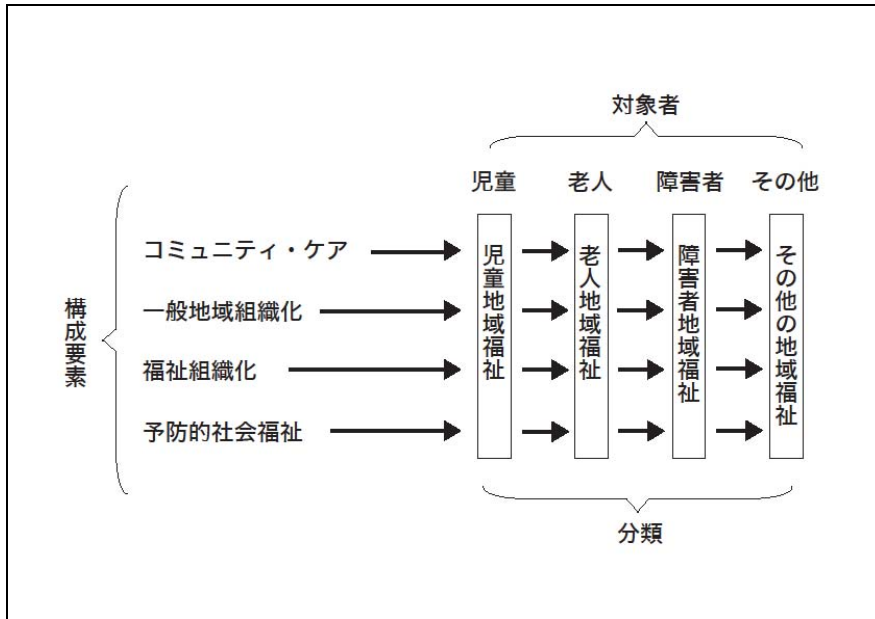 対象者
児童 老人 障害者 その他
構成要素
コミュニティ・ケア
一般地域組織化
福祉組織化
予防的社会福祉
児童地域福祉
老人地域福祉
障害者地域福祉
その他の地域福祉
分類